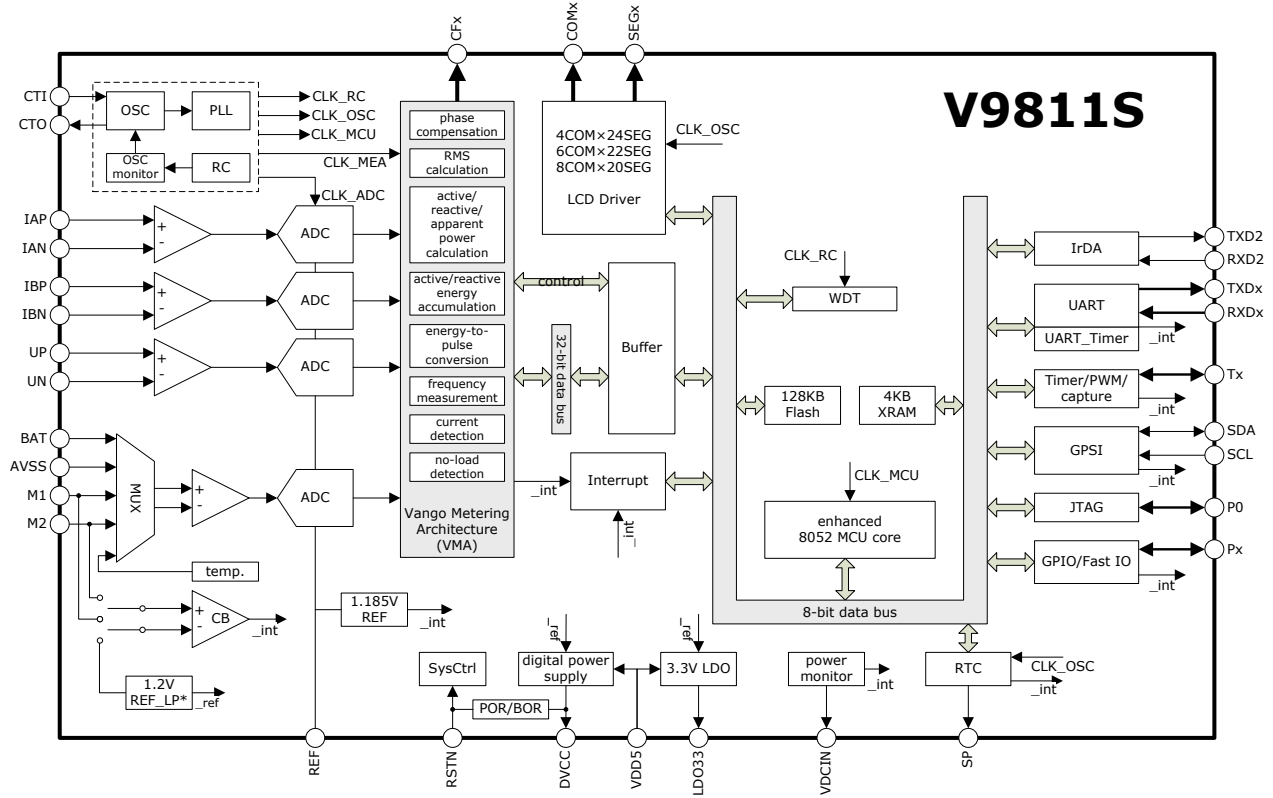 CFx
COMx
SEGx
V9811S
CTI
CTO
OSC
PLL
OSC
monitor
RC
CLK_RC
CLK_OSC
CLK_MCU
CLK_MEA
CLK_ADC
IAP
IAN
+
-
ADC
IBP
IBN
+
-
ADC
UP
UN
+
-
ADC
BAT
AVSS
M1
M2
MUX
+
-
ADC
temp.
+
-
CB
_int
1.2V
REF_LP*
_ref
1.185V
REF
_int
phase
compensation
RMS
calculation
active/
reactive/
apparent
power
calculation
active/reactive
energy
accumulation
energy-to-
pulse
conversion
frequency
measurement
current
detection
no-load
detection
Vango Metering
Architecture
(VMA)
4COM×24SEG
6COM×22SEG
8COM×20SEG
LCD Driver
CLK_OSC
control
32-bit data bus
Buffer
_int
Interrupt
_int
CLK_RC
WDT
128KB
Flash
4KB
XRAM
CLK_MCU
enhanced
8052 MCU core
8-bit data bus
IrDA
TXD2
RXD2
UART
UART_Timer
TXDx
RXDx
_int
Timer/PWM/
capture
Tx
_int
GPSI
SDA
SCL
_int
JTAG
P0
GPIO/Fast IO
Px
_int
SysCtrl
POR/BOR
_ref
digital power
supply
_ref
3.3V LDO
power
monitor
_int
RTC
CLK_OSC
_int
REF
RSTN
DVCC
VDD5
LDO33
VDCIN
SP